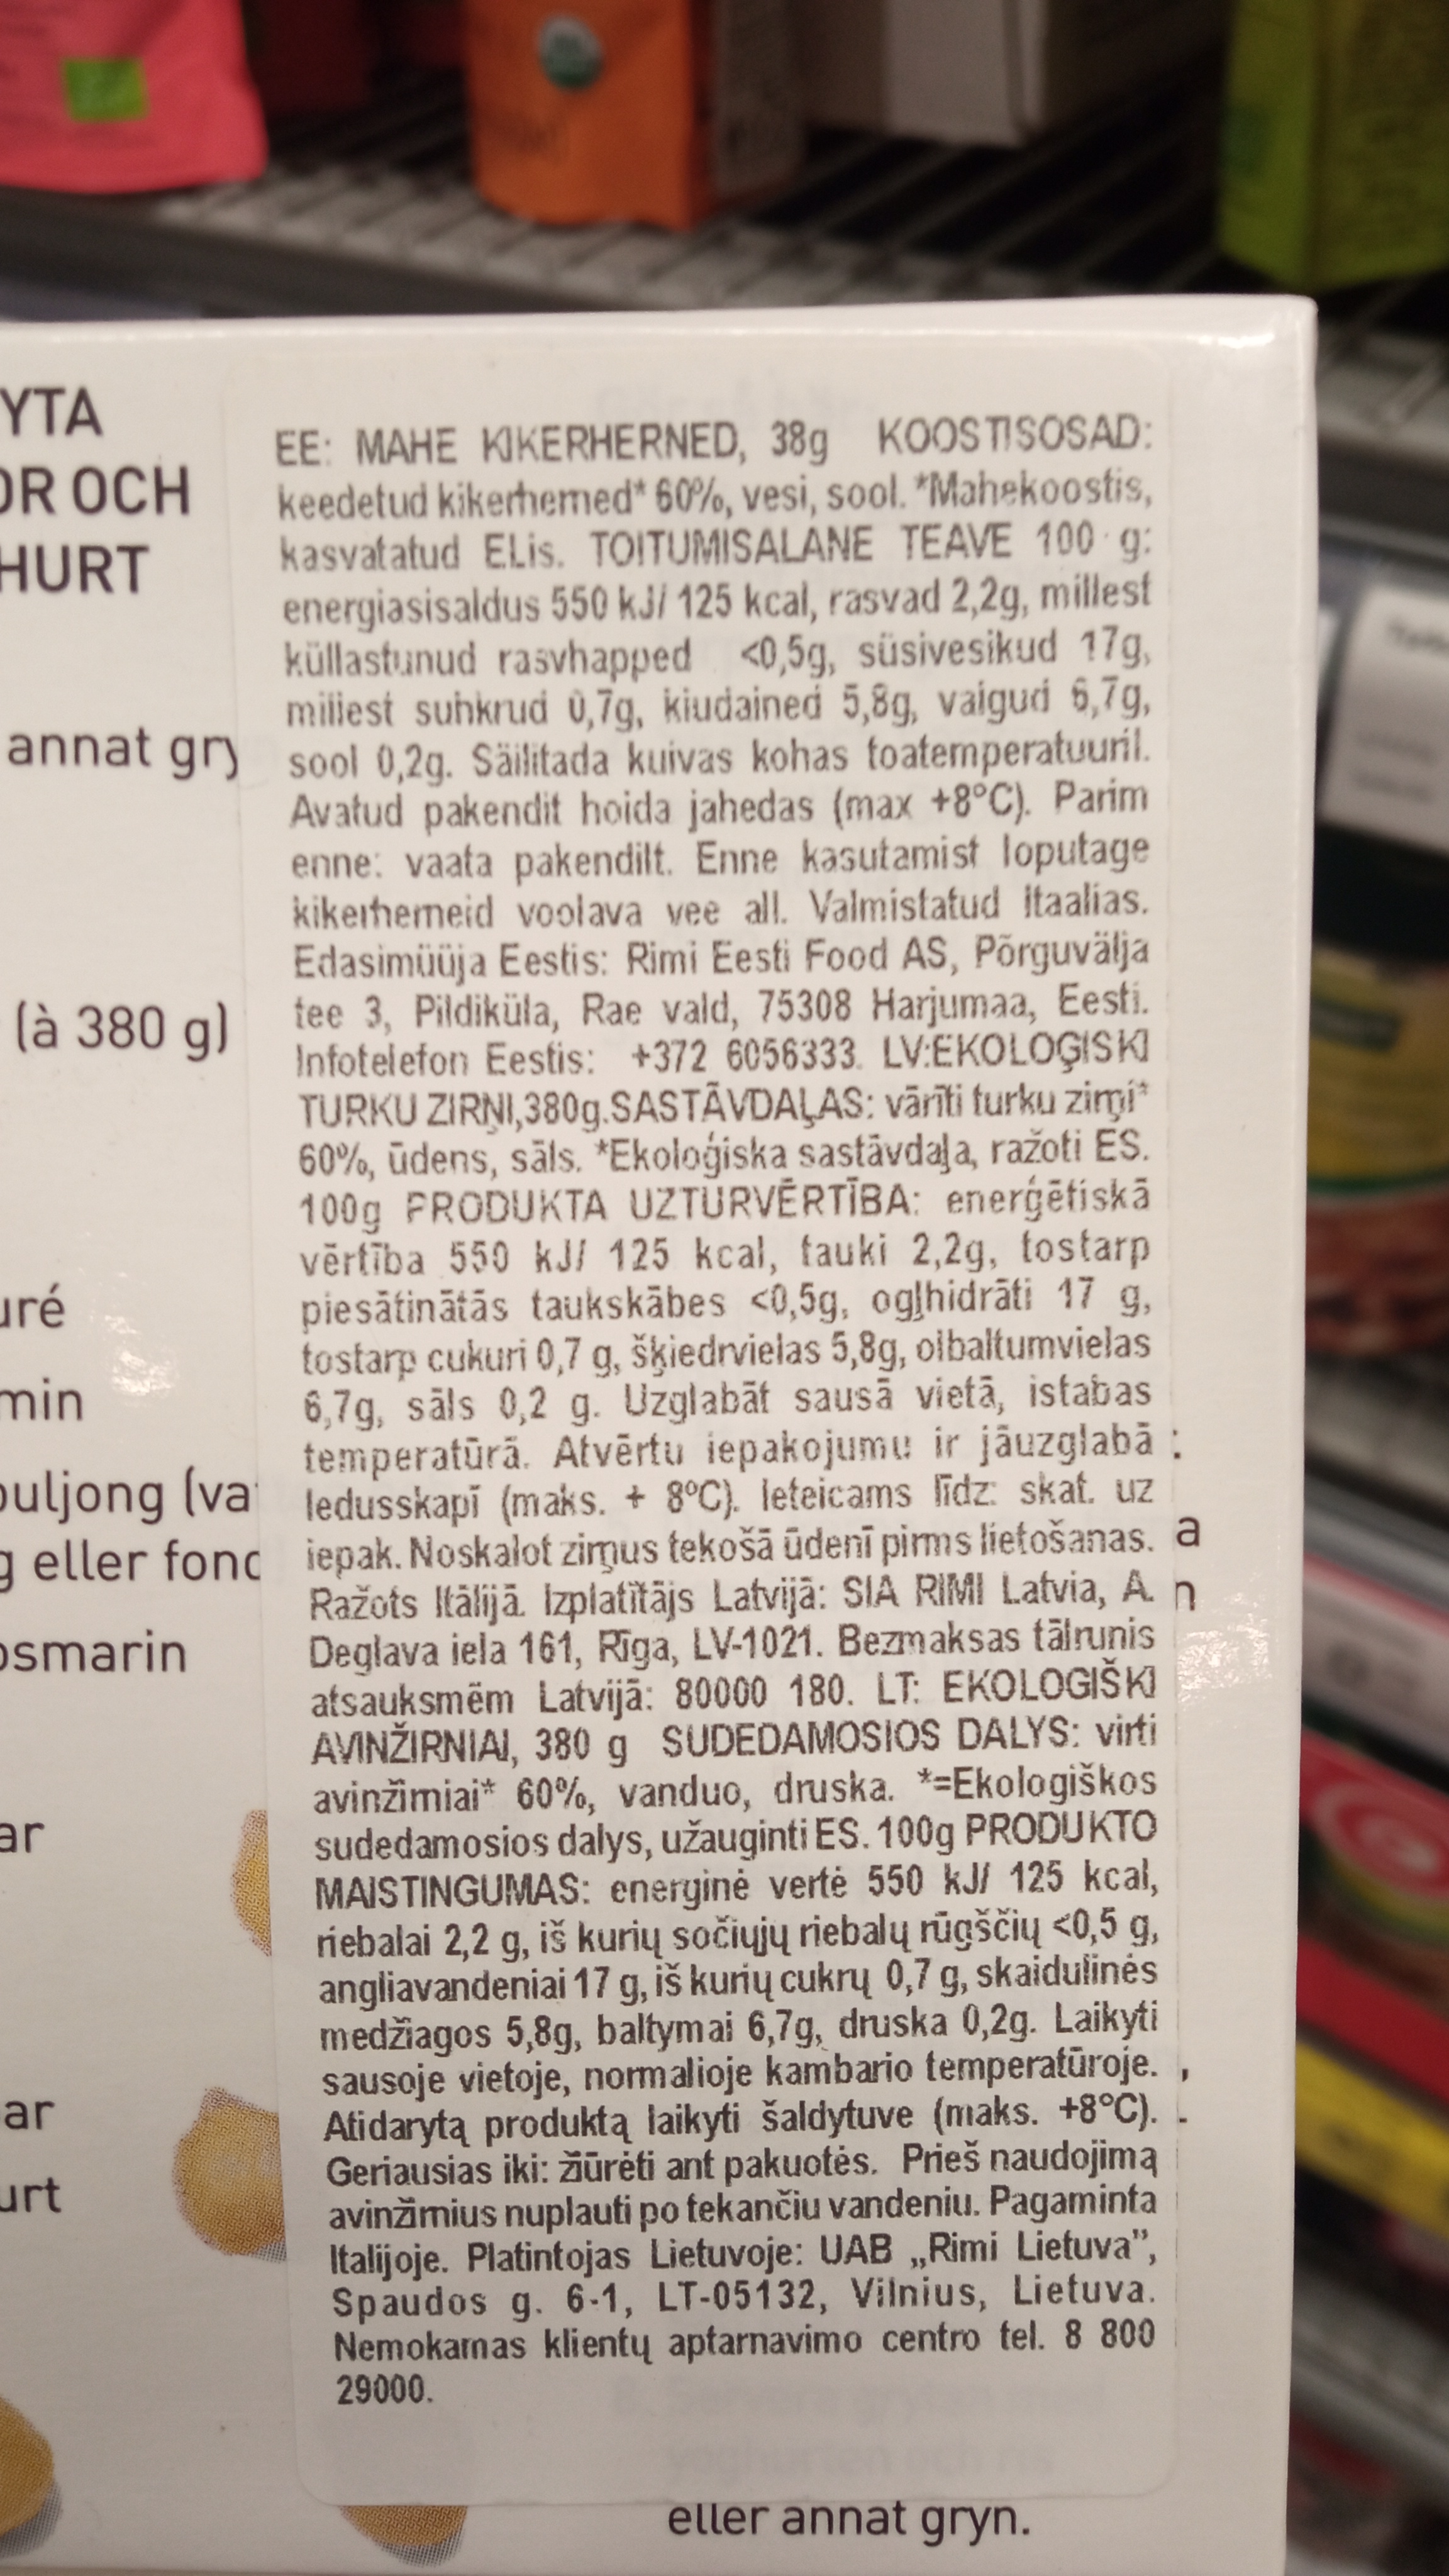 YTA
OR OCH
HURT
annat gry
(à 380 g)
uré
min
ouljong (va
g eller fond
osmarin
ar
ar
urt
EE: MAHE KIKERHERNED, 38g KOOSTISOSAD:
keedetud kikerherned* 60%, vesi, sool. *Mahekoostis,
kasvatatud ELis. TOITUMISALANE TEAVE 100 g:
energiasisaldus 550 kJ/ 125 kcal, rasvad 2,2g, millest
küllastunud rasvhapped <0,5g, süsivesikud 17g,
millest suhkrud 0,7g, kiudained 5,8g, valgud 6,7g,
sool 0,2g. Säilitada kuivas kohas toatemperatuuril.
Avatud pakendit hoida jahedas (max +8°C). Parim
enne: vaata pakendilt. Enne kasutamist loputage
kikerherneid voolava vee all. Valmistatud Itaalias.
Edasimüüja Eestis: Rimi Eesti Food AS, Põrguvälja
tee 3, Pildiküla, Rae vald, 75308 Harjumaa, Eesti.
Infotelefon Eestis: +372 6056333. LV:EKOLOĢISKI
TURKU ZIRŅI,380g.SASTĀVDAĻAS: vārīti turku zirņi*
60%, ūdens, sāls. *Ekoloģiska sastāvdaļa, ražoti ES.
100g PRODUKTA UZTURVĒRTĪBA: enerģētiskā
vērtība 550 kJ/ 125 kcal, tauki 2,2g, tostarp
piesātinātās taukskābes <0,5g, ogļhidrāti 17 g,
tostarp cukuri 0,7 g, šķiedrvielas 5,8g, olbaltumvielas
6,7g, sāls 0,2 g. Uzglabāt sausā vietā, istabas
temperatūrā. Atvērtu iepakojumu ir jāuzglabā :
ledusskapī (maks. + 8°C). Ieteicams līdz: skat. uz
iepak. Noskalot zirņus tekošā ūdenī pirms lietošanas. a
Ražots Itālijā. Izplatītājs Latvijā: SIA RIMI Latvia, A. n
Deglava iela 161, Rīga, LV-1021. Bezmaksas tālrunis
atsauksmēm Latvijā: 80000 180. LT: EKOLOGIŠKI
AVINŽIRNIAI, 380 g SUDEDAMOSIOS DALYS: virti
avinžirniai* 60%, vanduo, druska. *=Ekologiškos
sudedamosios dalys, užauginti ES. 100g PRODUKTO
MAISTINGUMAS: energinė vertė 550 kJ/ 125 kcal,
riebalai 2,2 g, iš kurių sočiųjų riebalų rūgščių <0,5 g,
angliavandeniai 17 g, iš kurių cukrų 0,7 g, skaidulinės
medžiagos 5,8g, baltymai 6,7g, druska 0,2g. Laikyti
sausoje vietoje, normalioje kambario temperatūroje. ,
Atidarytą produktą laikyti šaldytuve (maks. +8°C). .
Geriausias iki: žiūrėti ant pakuotės. Prieš naudojimą
avinžirnius nuplauti po tekančiu vandeniu. Pagaminta
Italijoje. Platintojas Lietuvoje: UAB „Rimi Lietuva”,
Spaudos g. 6-1, LT-05132, Vilnius, Lietuva.
Nemokamas klientų aptarnavimo centro tel. 8 800
29000.
eller annat gryn.